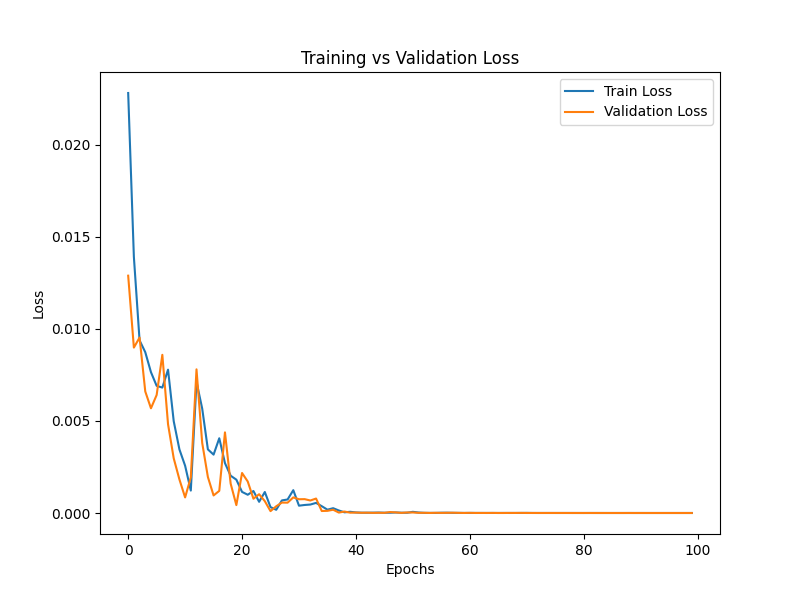 Training vs Validation Loss
Train Loss
Validation Loss
Loss
0.020
0.015
0.010
0.005
0.000
0 20 40 60 80 100
Epochs